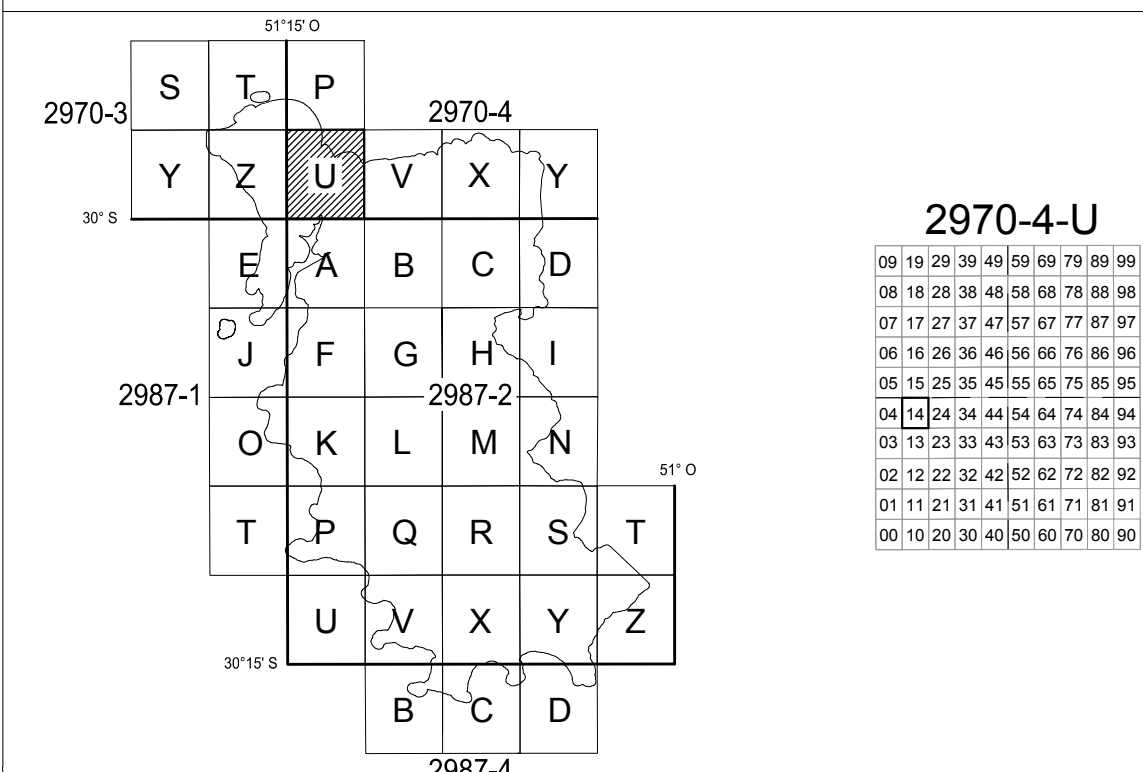 51°15' O
S T P
2970-3 2970-4
Y Z U V X Y
30° S
E A B C D
J F G H I
2987-1 2987-2
O K L M N
51° O
T P Q R S T
U V X Y Z
30°15' S
B C D
2987-4
2970-4-U
09 19 29 39 49 59 69 79 89 99
08 18 28 38 48 58 68 78 88 98
07 17 27 37 47 57 67 77 87 97
06 16 26 36 46 56 66 76 86 96
05 15 25 35 45 55 65 75 85 95
04 14 24 34 44 54 64 74 84 94
03 13 23 33 43 53 63 73 83 93
02 12 22 32 42 52 62 72 82 92
01 11 21 31 41 51 61 71 81 91
00 10 20 30 40 50 60 70 80 90